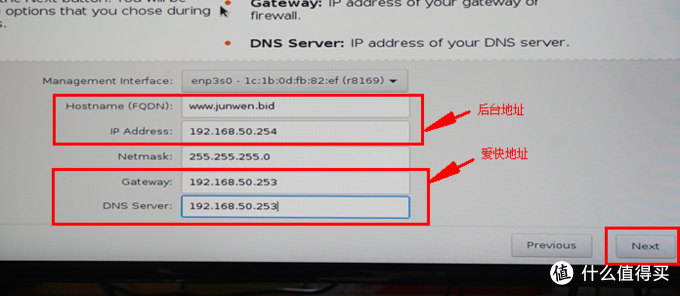 the Next button. You will be
e options that you chose during
s.
Gateway: IP address of your gateway or
firewall.
DNS Server: IP address of your DNS server.
Management Interface: enp3s0 - 1c:1b:0d:fb:82:ef (r8169)
Hostname (FQDN): www.junwen.bid
IP Address: 192.168.50.254
Netmask: 255.255.255.0
Gateway: 192.168.50.253
DNS Server: 192.168.50.253
后台地址
爱快地址
Previous
Next
值 什么值得买